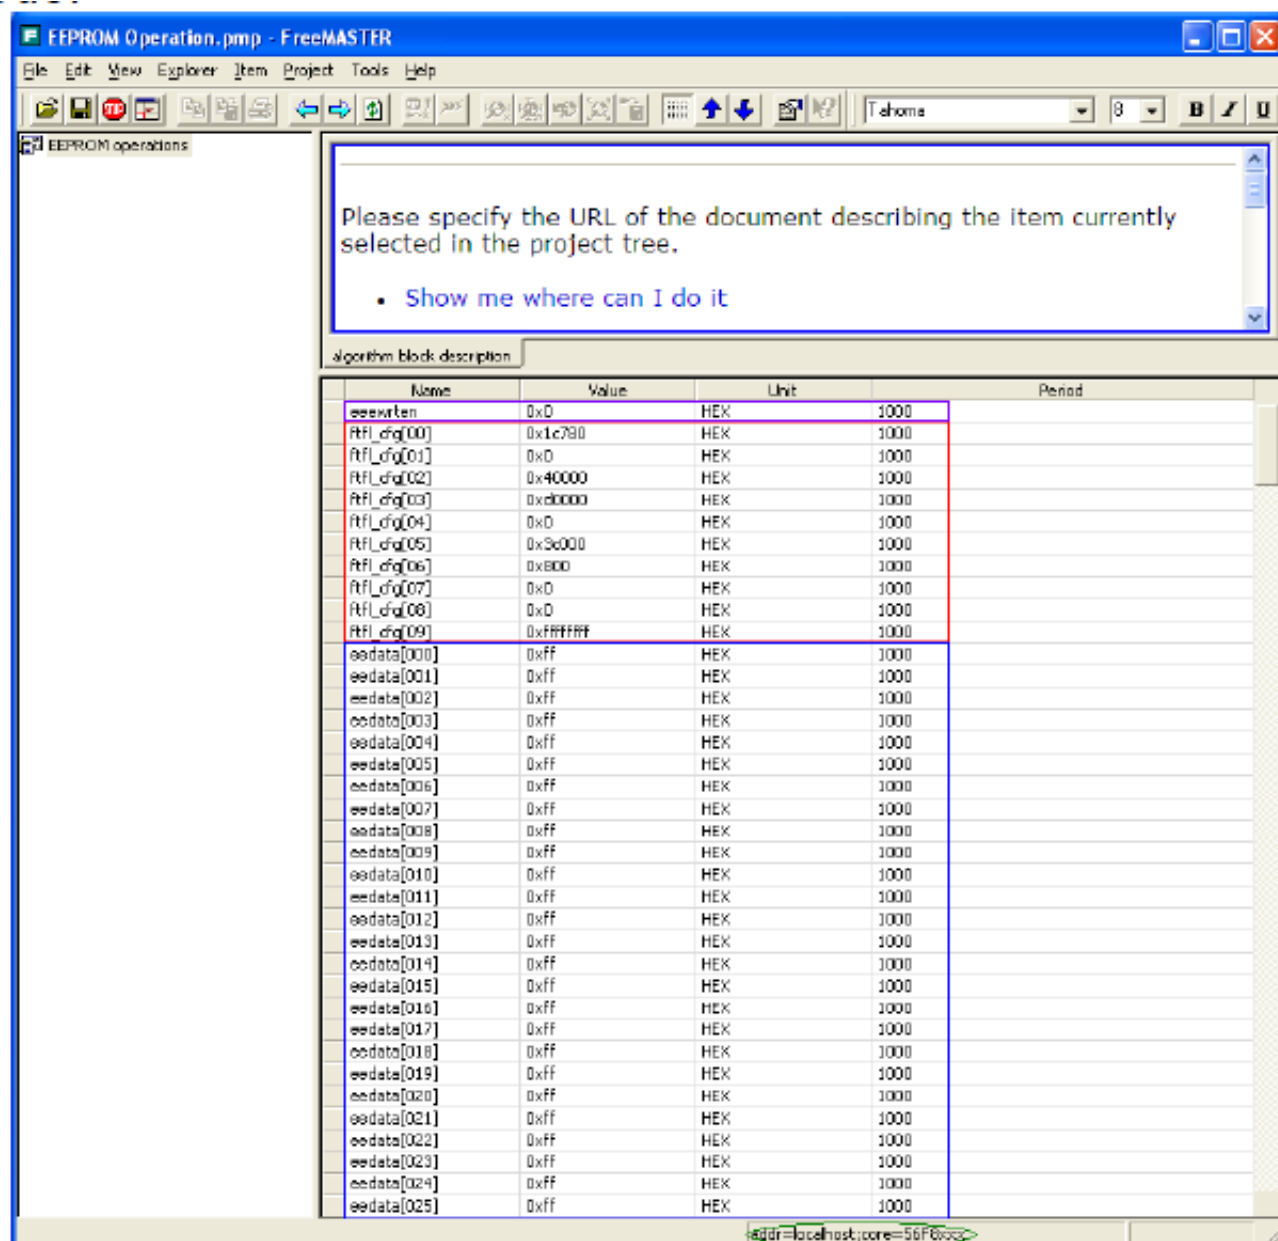 EEPROM Operation.pmp - FreeMASTER
File Edit View Explorer Item Project Tools Help
Tahoma 8 B I U
EEPROM operations
Please specify the URL of the document describing the item currently
selected in the project tree.
• Show me where can I do it
algorithm block description
Name Value Unit Period
eeewrten 0x0 HEX 1000
ftfl_cfg[00] 0x1c780 HEX 1000
ftfl_cfg[01] 0x0 HEX 1000
ftfl_cfg[02] 0x40000 HEX 1000
ftfl_cfg[03] 0xd0000 HEX 1000
ftfl_cfg[04] 0x0 HEX 1000
ftfl_cfg[05] 0x3c000 HEX 1000
ftfl_cfg[06] 0x800 HEX 1000
ftfl_cfg[07] 0x0 HEX 1000
ftfl_cfg[08] 0x0 HEX 1000
ftfl_cfg[09] 0xffffffff HEX 1000
eedata[000] 0xff HEX 1000
eedata[001] 0xff HEX 1000
eedata[002] 0xff HEX 1000
eedata[003] 0xff HEX 1000
eedata[004] 0xff HEX 1000
eedata[005] 0xff HEX 1000
eedata[006] 0xff HEX 1000
eedata[007] 0xff HEX 1000
eedata[008] 0xff HEX 1000
eedata[009] 0xff HEX 1000
eedata[010] 0xff HEX 1000
eedata[011] 0xff HEX 1000
eedata[012] 0xff HEX 1000
eedata[013] 0xff HEX 1000
eedata[014] 0xff HEX 1000
eedata[015] 0xff HEX 1000
eedata[016] 0xff HEX 1000
eedata[017] 0xff HEX 1000
eedata[018] 0xff HEX 1000
eedata[019] 0xff HEX 1000
eedata[020] 0xff HEX 1000
eedata[021] 0xff HEX 1000
eedata[022] 0xff HEX 1000
eedata[023] 0xff HEX 1000
eedata[024] 0xff HEX 1000
eedata[025] 0xff HEX 1000
addr=localhost;core=56F8xxx;